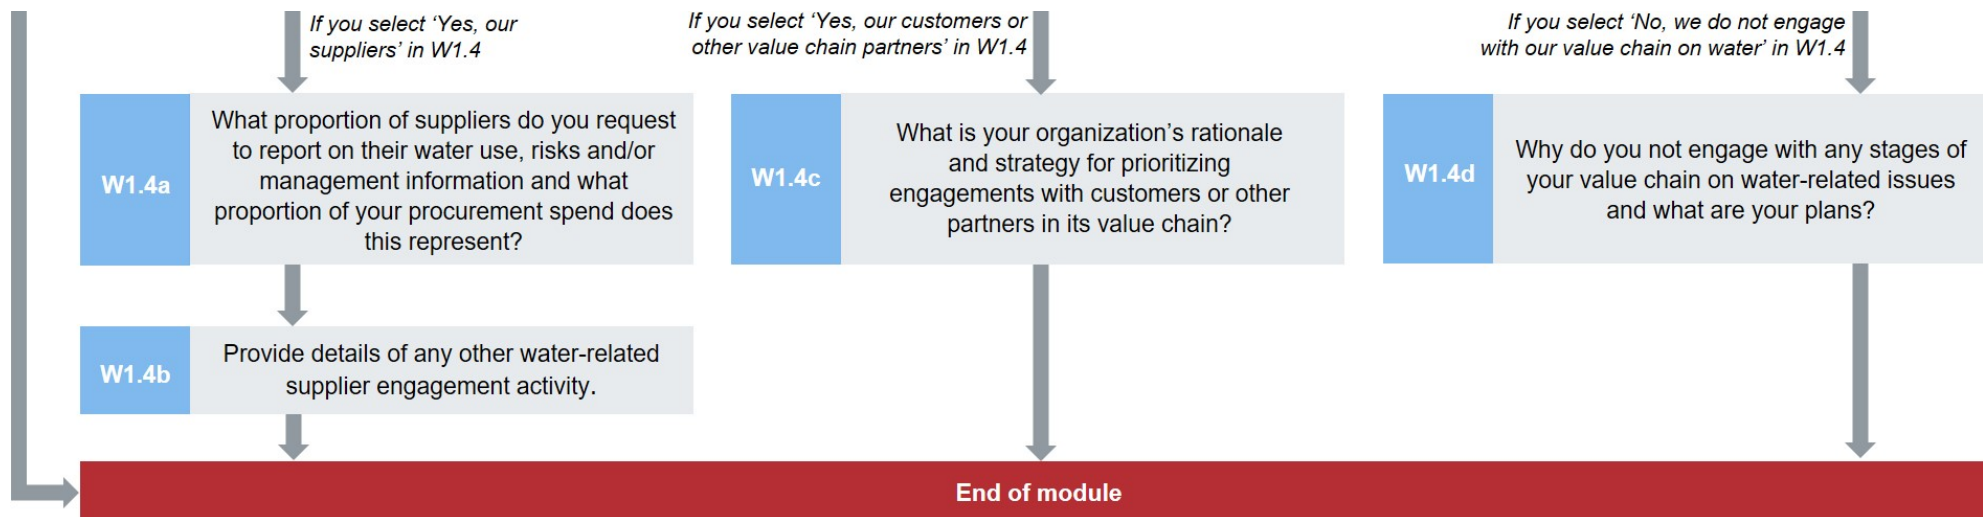 If you select ‘Yes, our
suppliers’ in W1.4
If you select ‘Yes, our customers or
other value chain partners’ in W1.4
If you select ‘No, we do not engage
with our value chain on water’ in W1.4
W1.4a
What proportion of suppliers do you request
to report on their water use, risks and/or
management information and what
proportion of your procurement spend does
this represent?
W1.4c
What is your organization’s rationale
and strategy for prioritizing
engagements with customers or other
partners in its value chain?
W1.4d
Why do you not engage with any stages of
your value chain on water-related issues
and what are your plans?
W1.4b
Provide details of any other water-related
supplier engagement activity.
End of module